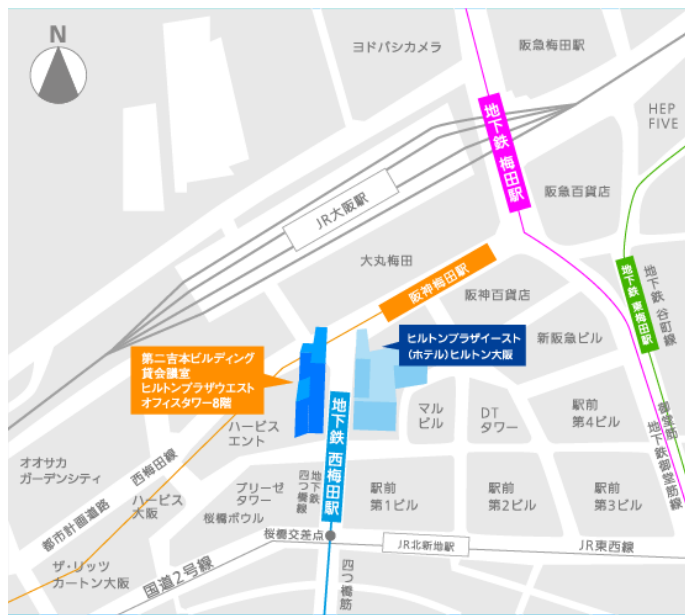 N
ヨドバシカメラ
阪急梅田駅
HEP
FIVE
地下鉄 梅田駅
JR大阪駅
阪急百貨店
大丸梅田
阪神梅田駅
阪神百貨店
地下鉄 東梅田駅
地下鉄 谷町線
新阪急ビル
第二吉本ビルディング
貸会議室
ヒルトンプラザウエスト
オフィスタワー8階
ヒルトンプラザイースト
(ホテル)ヒルトン大阪
地下鉄 西梅田駅
マル
ビル
DT
タワー
駅前
第4ビル
御堂筋
地下鉄御堂筋線
ハービス
エント
オオサカ
ガーデンシティ
西梅田線
都市計画道路
ハービス
大阪
ブリーゼ
タワー
地下鉄
四つ橋線
駅前
第1ビル
駅前
第2ビル
駅前
第3ビル
桜橋ボウル
桜橋交差点
JR北新地駅
JR東西線
ザ・リッツ
カートン大阪
国道2号線
四つ橋筋